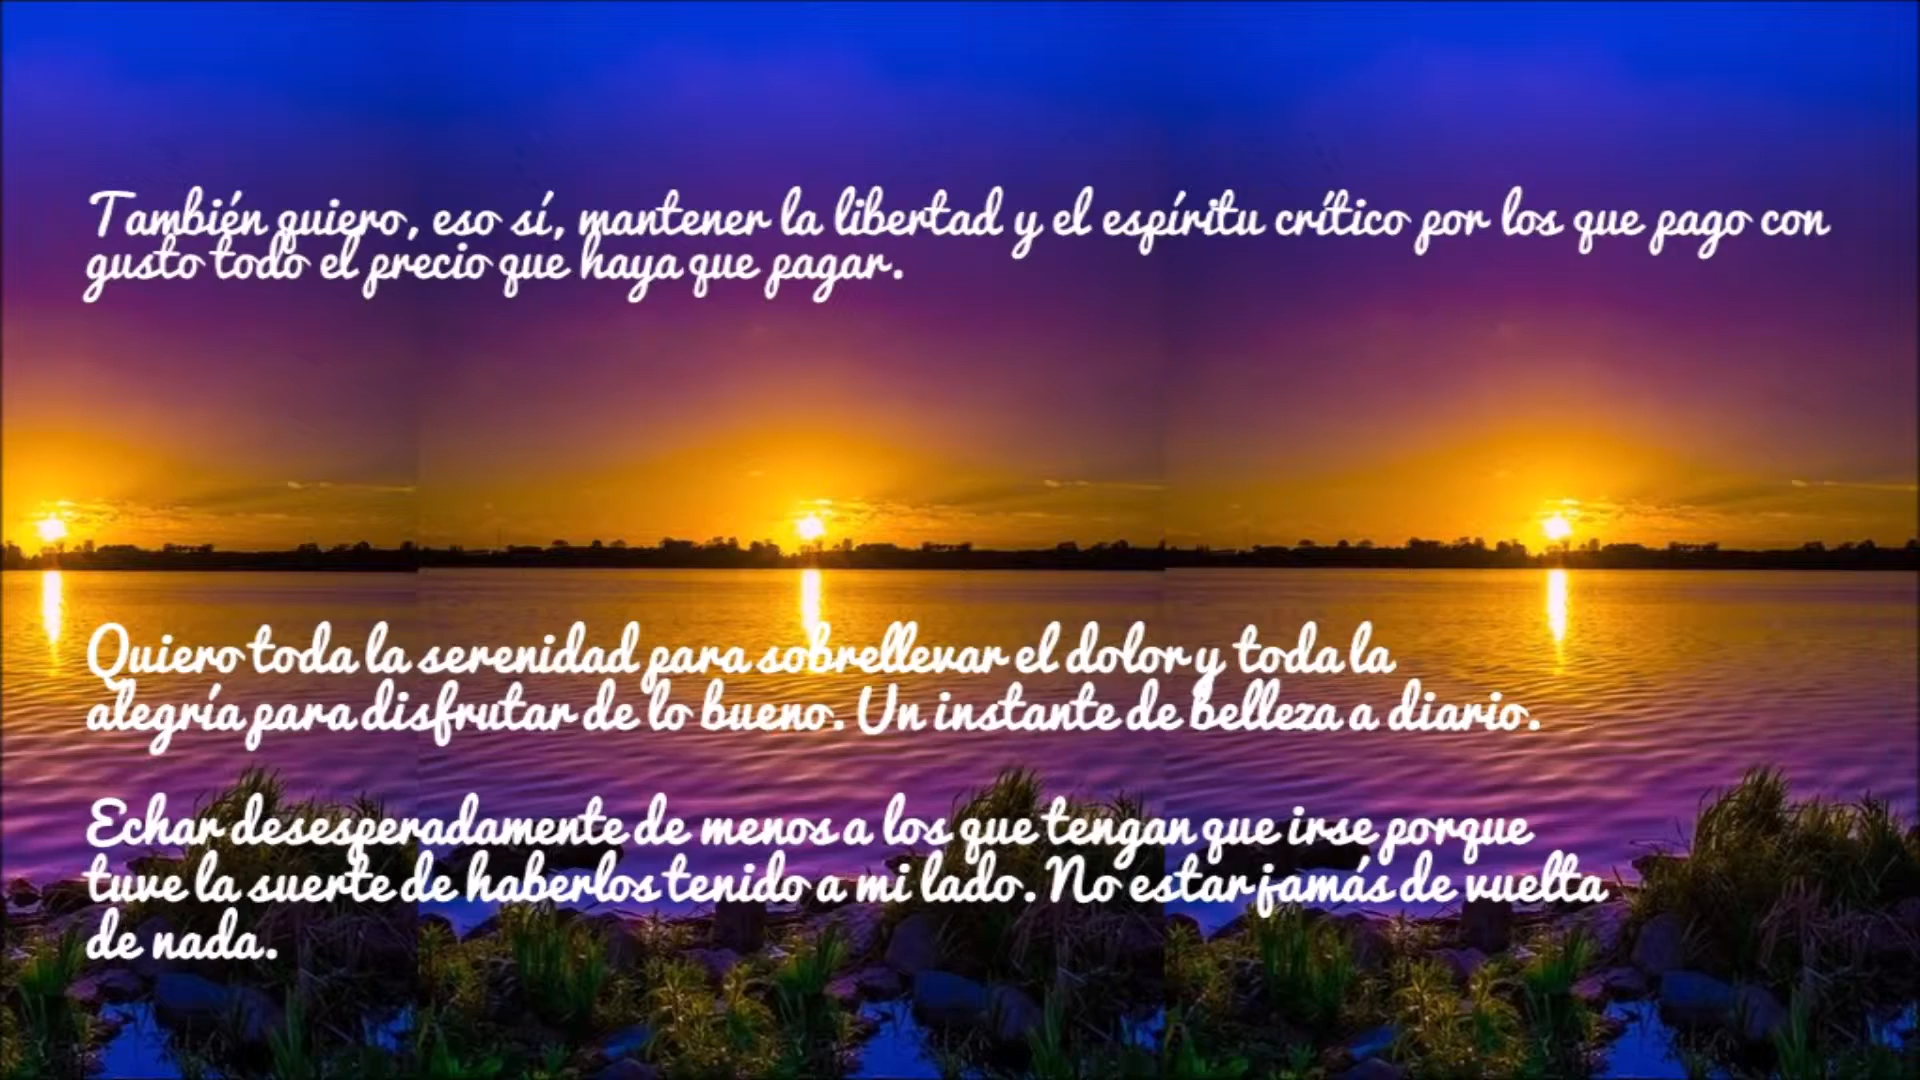 También quiero, eso sí, mantener la libertad y el espíritu crítico por los que pago con
gusto todo el precio que haya que pagar.
Quiero toda la serenidad para sobrellevar el dolor y toda la
alegría para disfrutar de lo bueno. Un instante de belleza a diario.
Echar desesperadamente de menos a los que tengan que irse porque
tuve la suerte de haberlos tenido a mi lado. No estar jamás de vuelta
de nada.